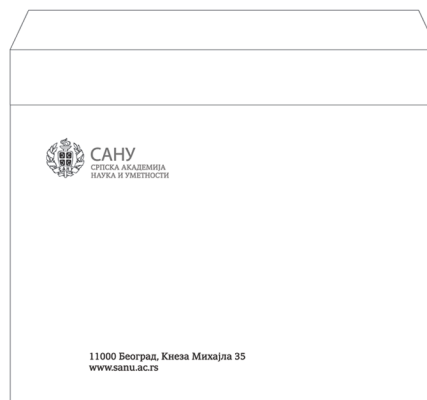 САНУ
СРПСКА АКАДЕМИЈА
НАУКА И УМЕТНОСТИ
11000 Београд, Кнеза Михајла 35
www.sanu.ac.rs